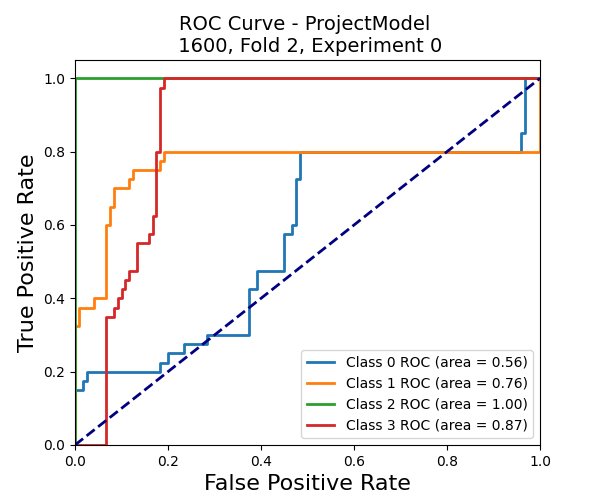 ROC Curve - ProjectModel
1600, Fold 2, Experiment 0
True Positive Rate
1.0
0.8
0.6
0.4
0.2
0.0
0.0 0.2 0.4 0.6 0.8 1.0
False Positive Rate
Class 0 ROC (area = 0.56)
Class 1 ROC (area = 0.76)
Class 2 ROC (area = 1.00)
Class 3 ROC (area = 0.87)